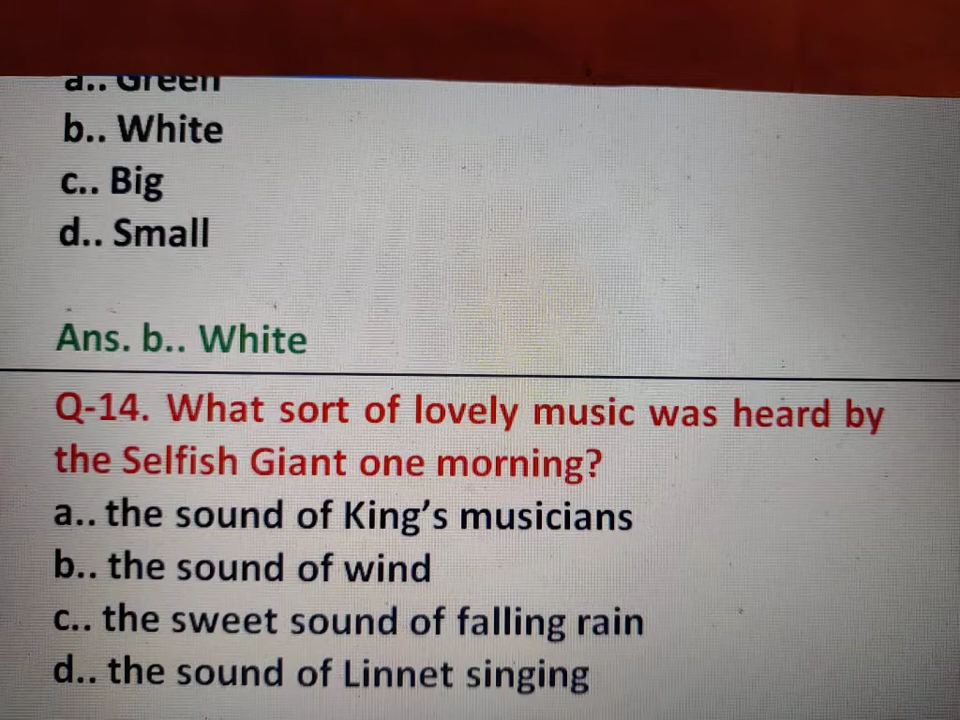 a.. Green
b.. White
c.. Big
d.. Small
Ans. b.. White
Q-14. What sort of lovely music was heard by
the Selfish Giant one morning?
a.. the sound of King's musicians
b.. the sound of wind
c.. the sweet sound of falling rain
d.. the sound of Linnet singing